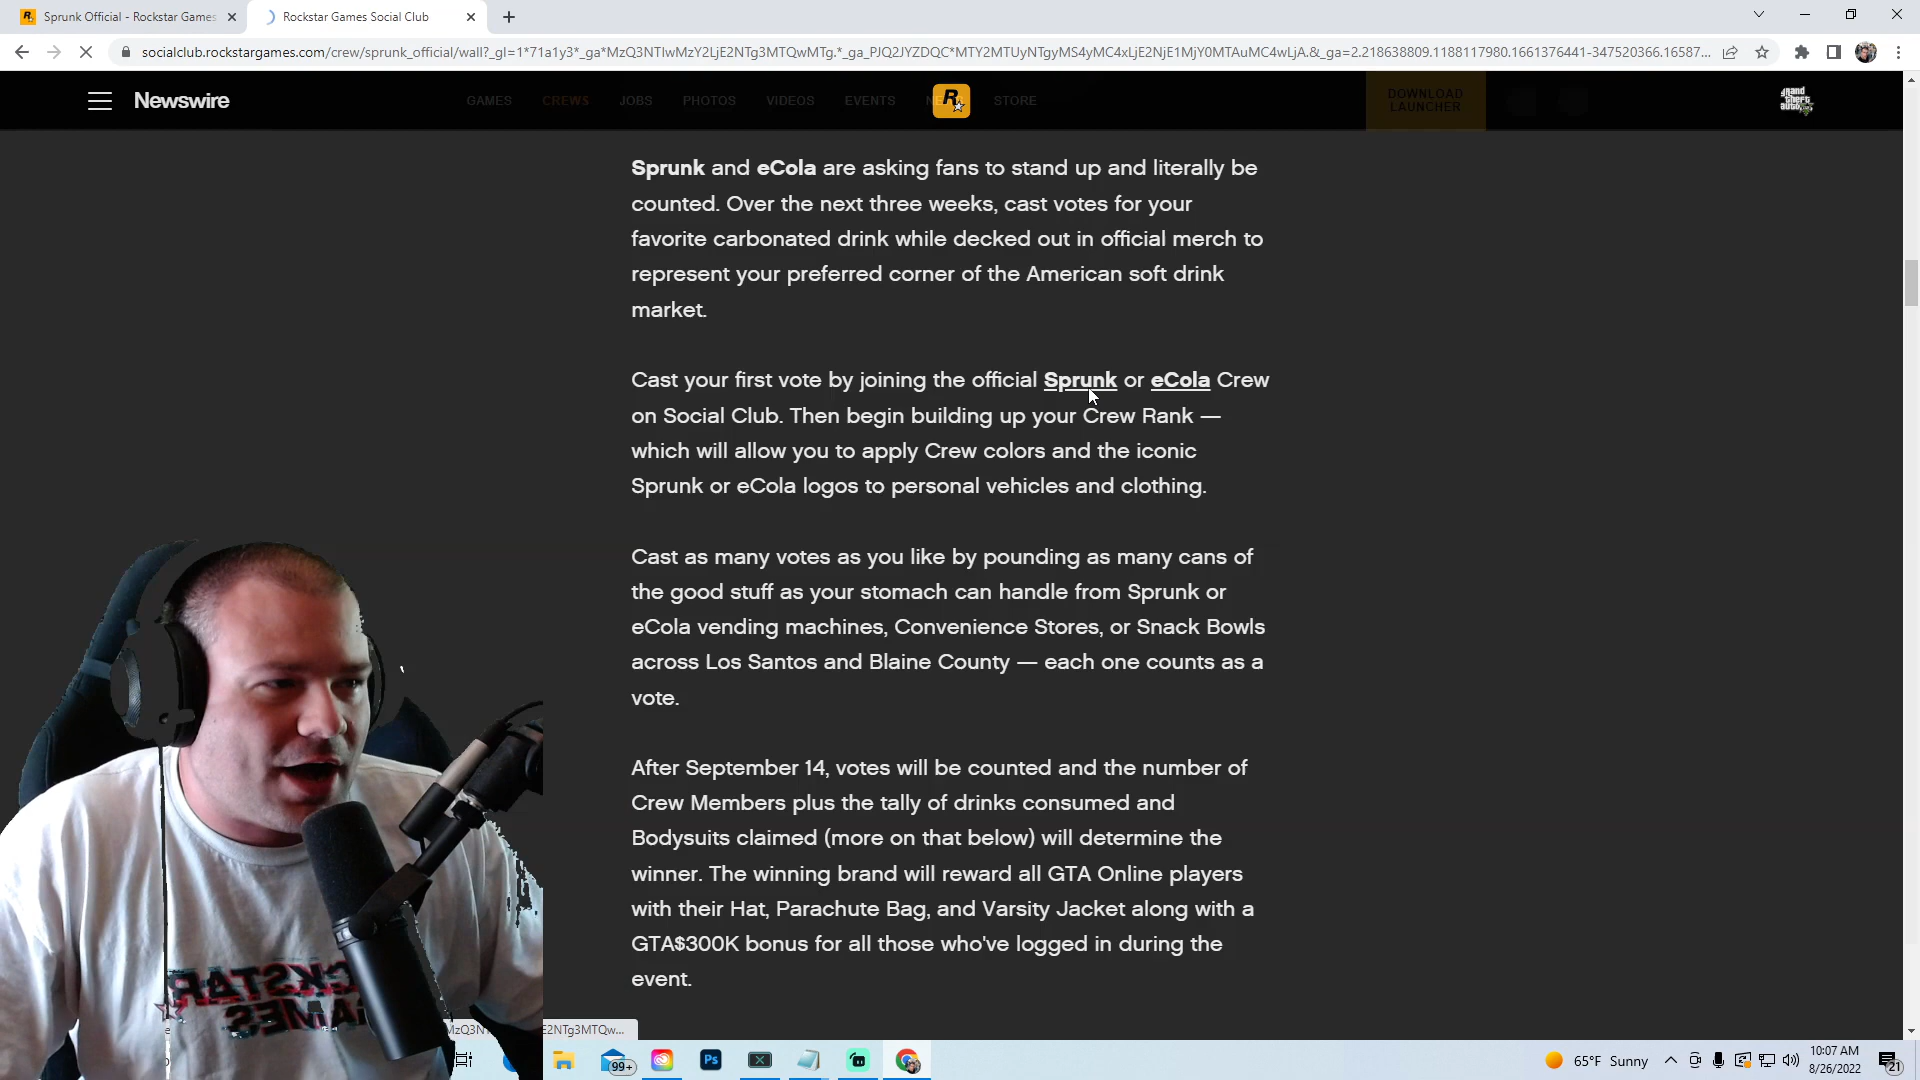 Sprunk Official - Rockstar Games
Rockstar Games Social Club
socialclub.rockstargames.com/crew/sprunk_official/wall?_gl=1*71a1y3*_ga*MzQ3NTIwMzY2LjE2NTg3MTQwMTg.*_ga_PJQ2JYZDQC*MTY2MTUyNTgyMS4yMC4xLjE2NjE1MjY0MTAuMC4wLjA.&_ga=2.218638809.1188117980.1661376441-347520366.16587...
Newswire
GAMES
CREWS
JOBS
PHOTOS
VIDEOS
EVENTS
STORE
DOWNLOAD
LAUNCHER
grand
theft
auto
Sprunk and eCola are asking fans to stand up and literally be
counted. Over the next three weeks, cast votes for your
favorite carbonated drink while decked out in official merch to
represent your preferred corner of the American soft drink
market.
Cast your first vote by joining the official Sprunk or eCola Crew
on Social Club. Then begin building up your Crew Rank —
which will allow you to apply Crew colors and the iconic
Sprunk or eCola logos to personal vehicles and clothing.
Cast as many votes as you like by pounding as many cans of
the good stuff as your stomach can handle from Sprunk or
eCola vending machines, Convenience Stores, or Snack Bowls
across Los Santos and Blaine County — each one counts as a
vote.
After September 14, votes will be counted and the number of
Crew Members plus the tally of drinks consumed and
Bodysuits claimed (more on that below) will determine the
winner. The winning brand will reward all GTA Online players
with their Hat, Parachute Bag, and Varsity Jacket along with a
GTA$300K bonus for all those who've logged in during the
event.
E2NTg3MTQw...
99+
Ps
65°F Sunny
10:07 AM
8/26/2022
21